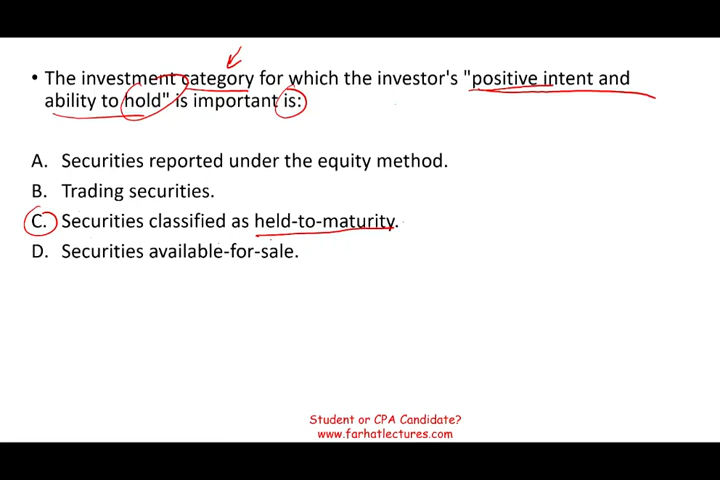 • The investment category for which the investor's "positive intent and
ability to hold" is important is:
A. Securities reported under the equity method.
B. Trading securities.
C. Securities classified as held-to-maturity.
D. Securities available-for-sale.
Student or CPA Candidate?
www.farhatlectures.com